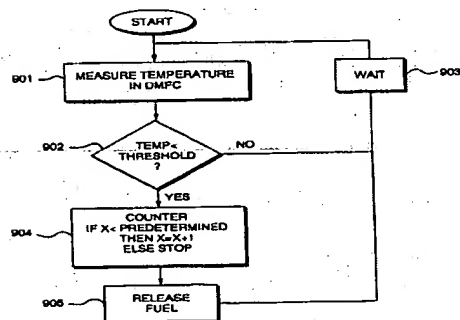 START
901
MEASURE TEMPERATURE
IN DMFC
WAIT
903
902
TEMP<
THRESHOLD
?
NO
YES
904
COUNTER
IF X< PREDETERMINED
THEN X=X+1
ELSE STOP
905
RELEASE
FUEL